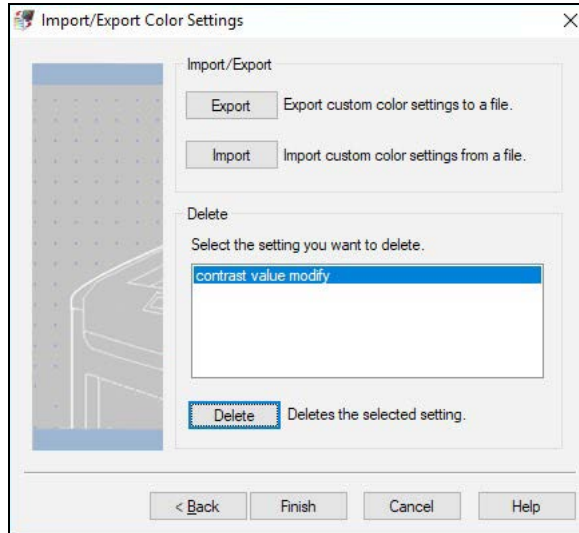 Import/Export Color Settings
Import/Export
Export Export custom color settings to a file.
Import Import custom color settings from a file.
Delete
Select the setting you want to delete.
contrast value modify
Delete Deletes the selected setting.
< Back Finish Cancel Help